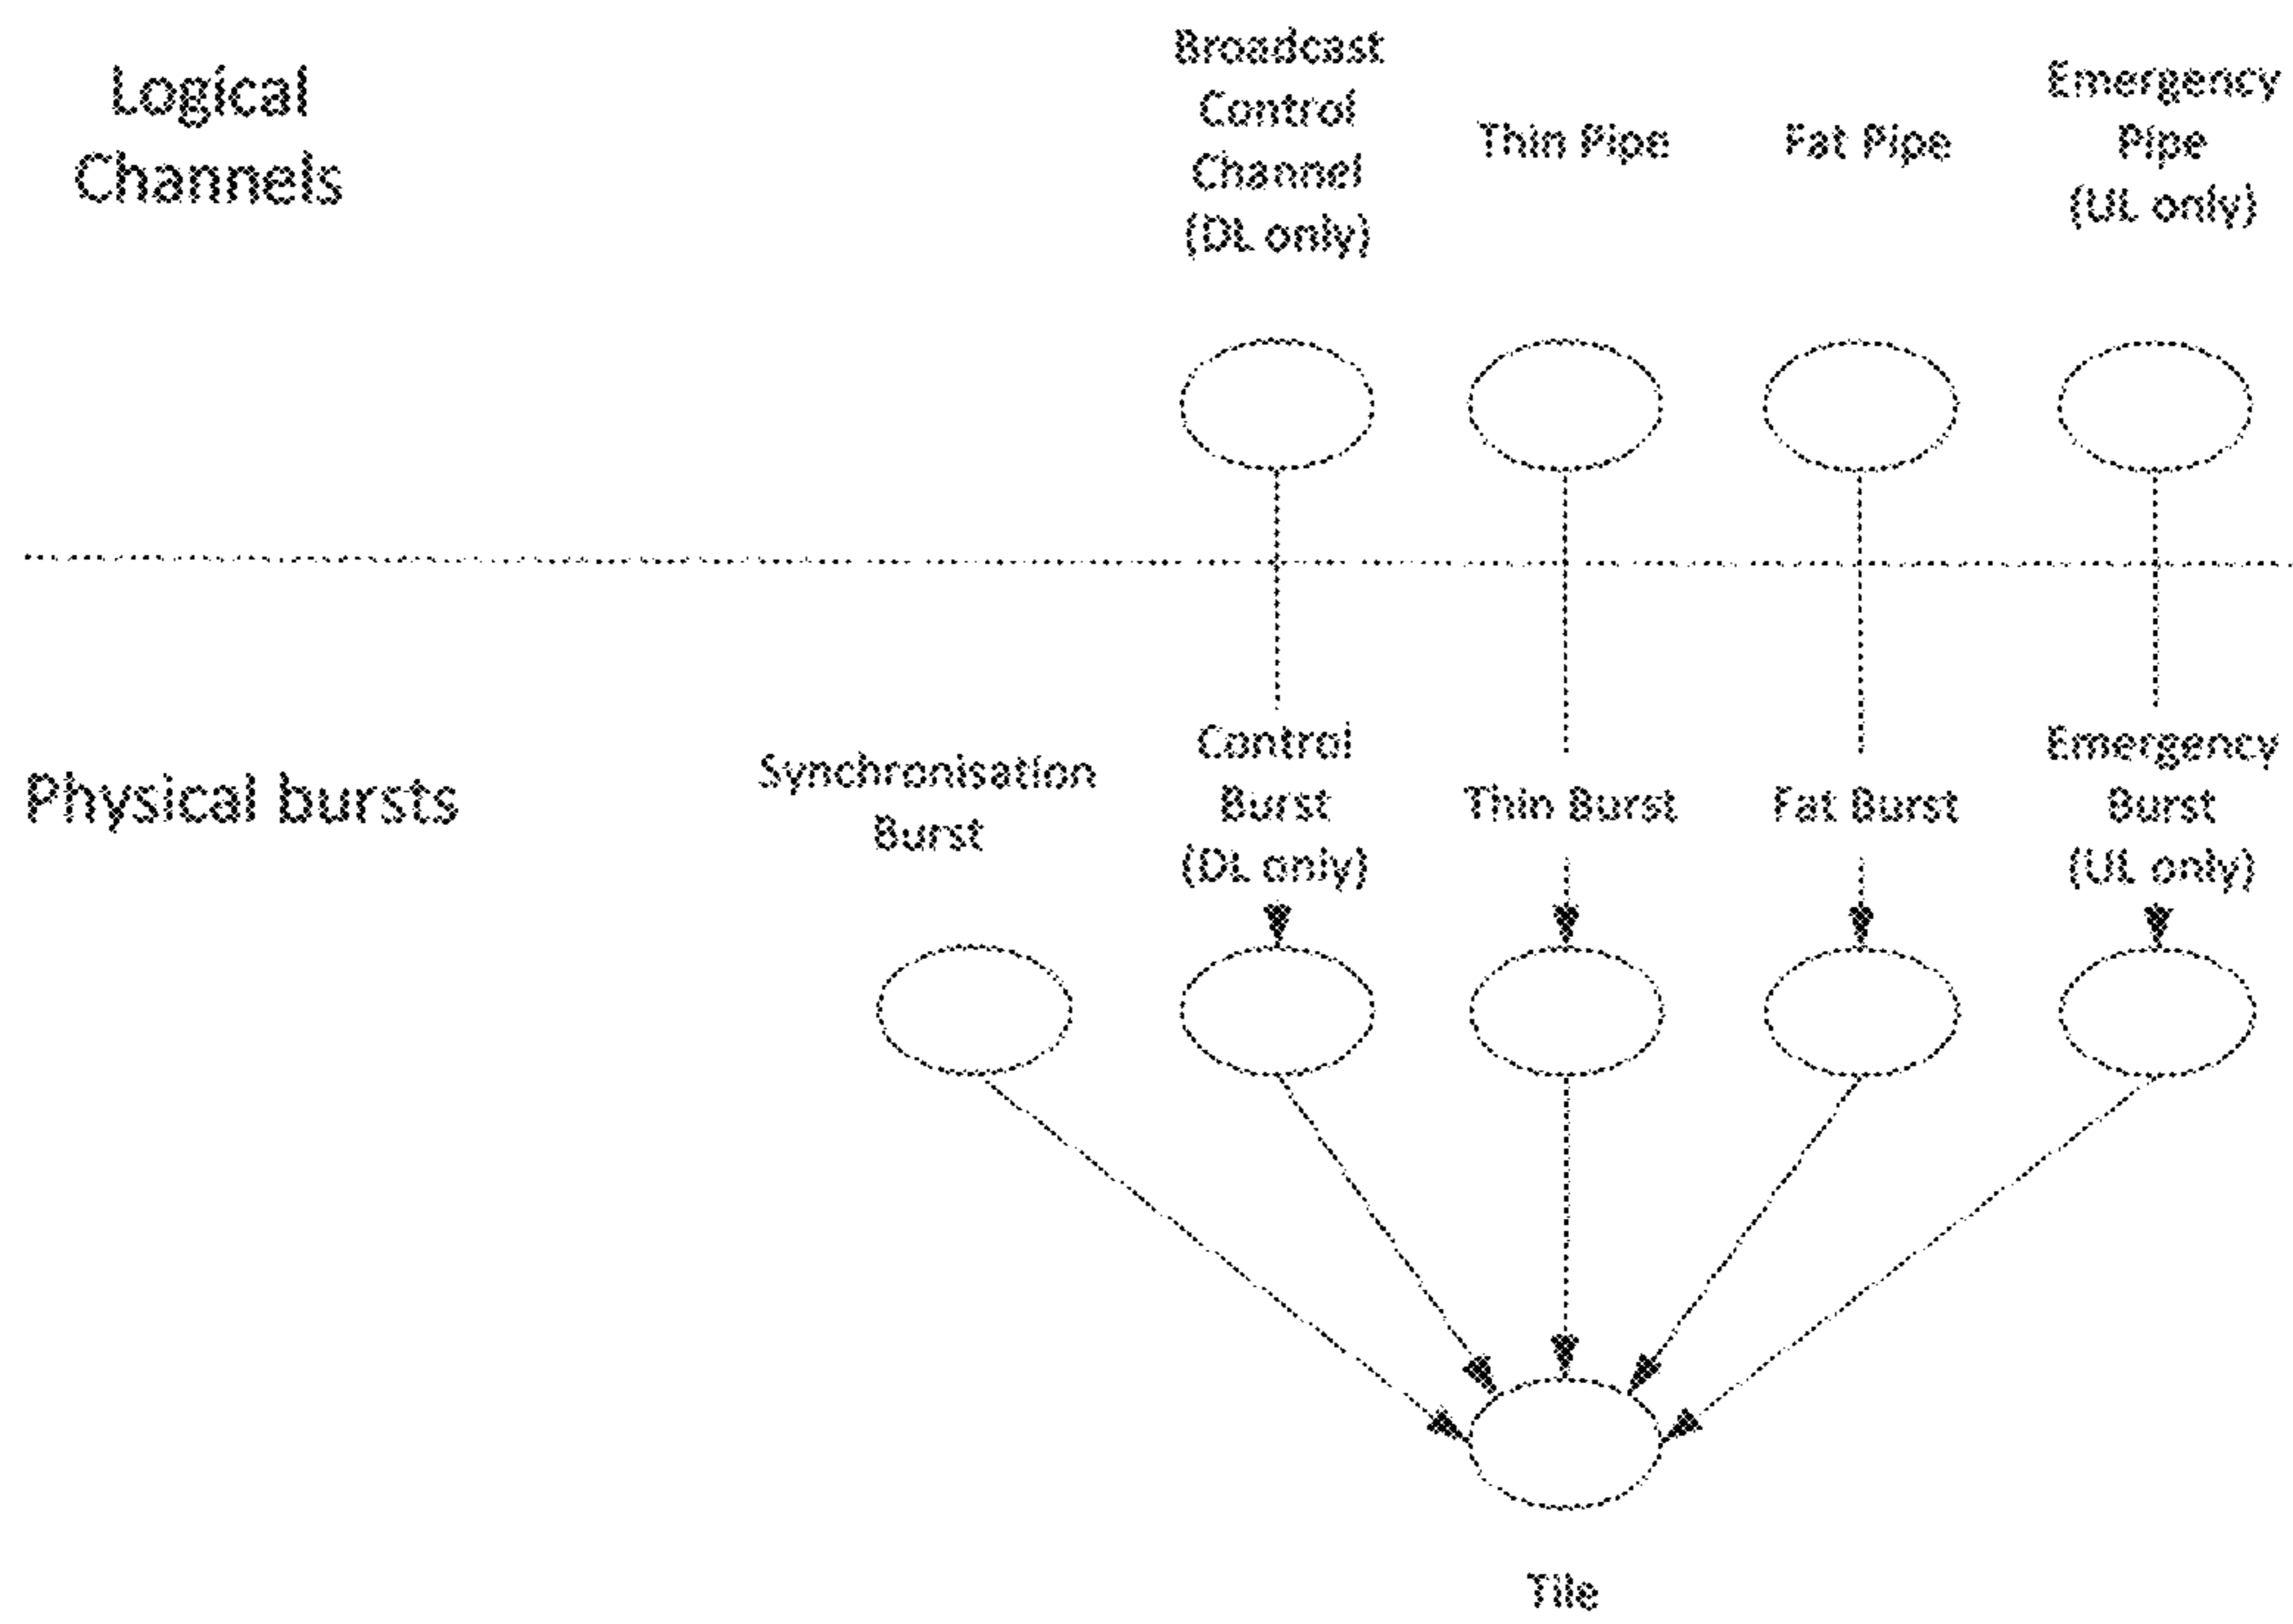 Logical
Channels
Broadcast
Control
Channel
(DL only)
Thin Pipe
Fat Pipe
Emergency
Pipe
(UL only)
Physical bursts
Synchronisation
Burst
Control
Burst
(DL only)
Thin Burst
Fat Burst
Emergency
Burst
(UL only)
Tile